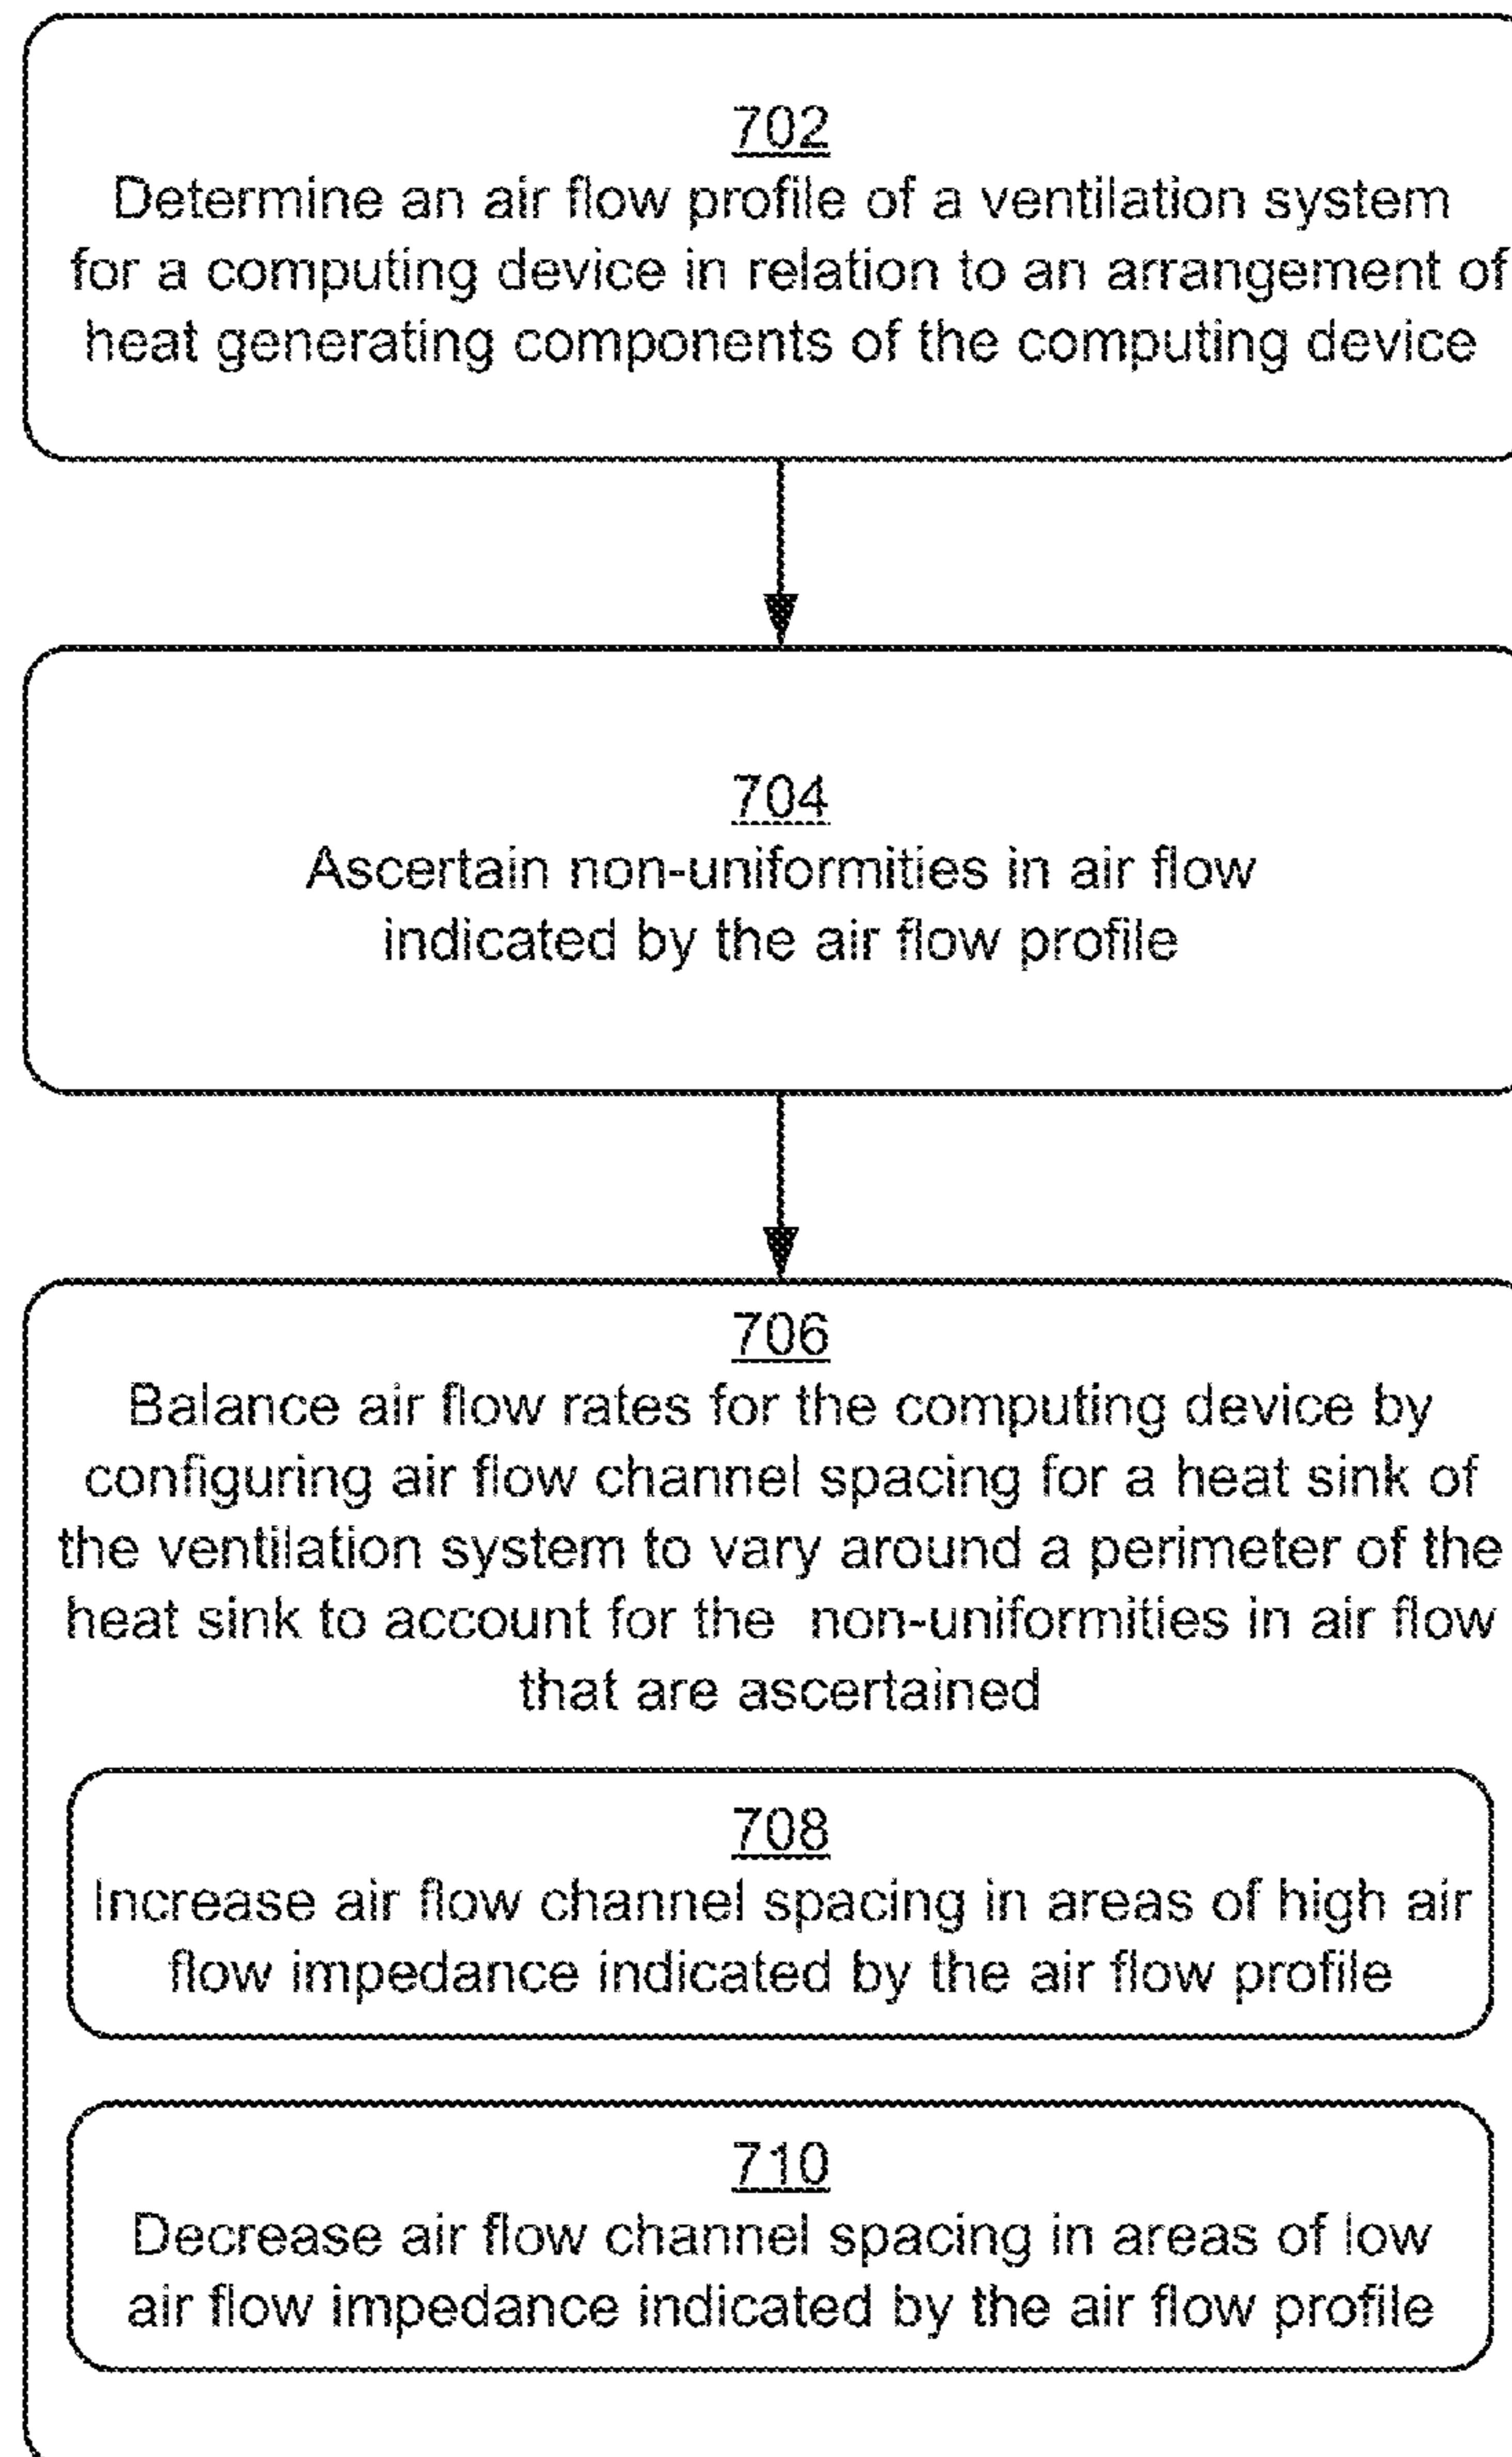 702
Determine an air flow profile of a ventilation system
for a computing device in relation to an arrangement of
heat generating components of the computing device
704
Ascertain non-uniformities in air flow
indicated by the air flow profile
706
Balance air flow rates for the computing device by
configuring air flow channel spacing for a heat sink of
the ventilation system to vary around a perimeter of the
heat sink to account for the non-uniformities in air flow
that are ascertained
708
Increase air flow channel spacing in areas of high air
flow impedance indicated by the air flow profile
710
Decrease air flow channel spacing in areas of low
air flow impedance indicated by the air flow profile